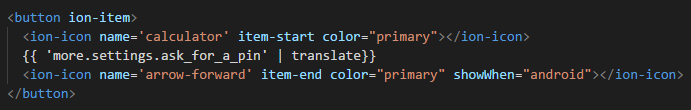 <button ion-item>
<ion-icon name='calculator' item-start color="primary"></ion-icon>
{{ 'more.settings.ask_for_a_pin' | translate}}
<ion-icon name='arrow-forward' item-end color="primary" showWhen="android"></ion-icon>
</button>